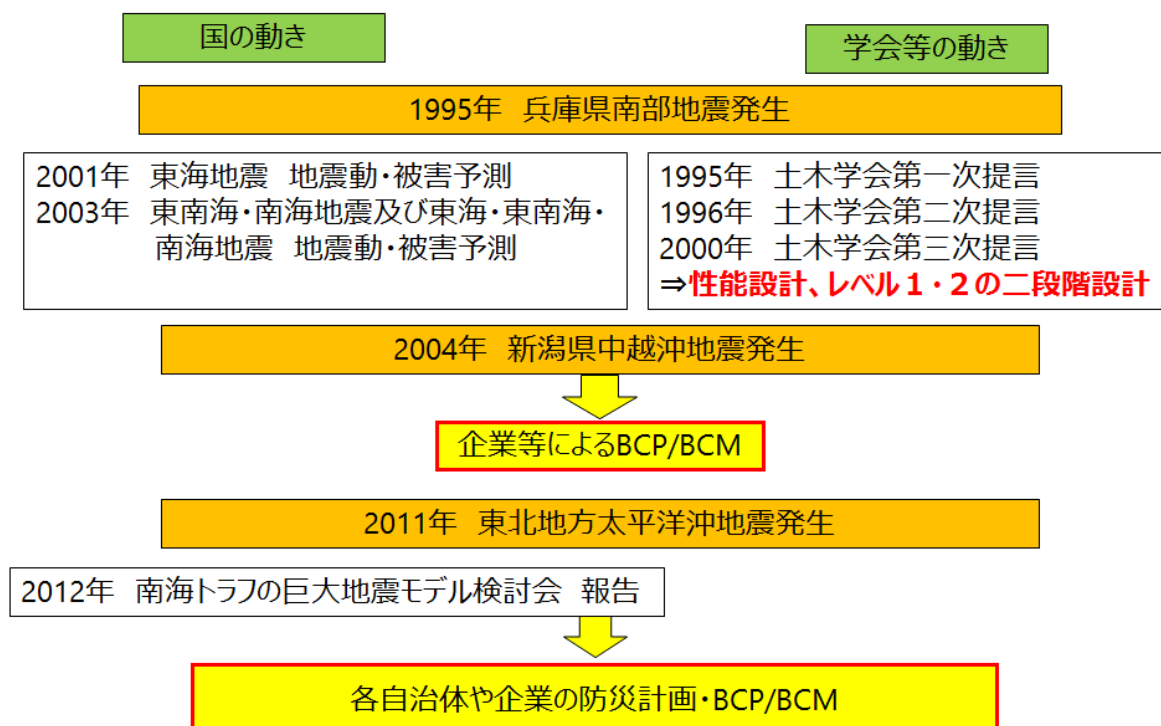 国の動き
学会等の動き
1995年 兵庫県南部地震発生
2001年 東海地震 地震動・被害予測
2003年 東南海・南海地震及び東海・東南海・
南海地震 地震動・被害予測
1995年 土木学会第一次提言
1996年 土木学会第二次提言
2000年 土木学会第三次提言
⇒性能設計、レベル１・２の二段階設計
2004年 新潟県中越沖地震発生
企業等によるBCP/BCM
2011年 東北地方太平洋沖地震発生
2012年 南海トラフの巨大地震モデル検討会 報告
各自治体や企業の防災計画・BCP/BCM